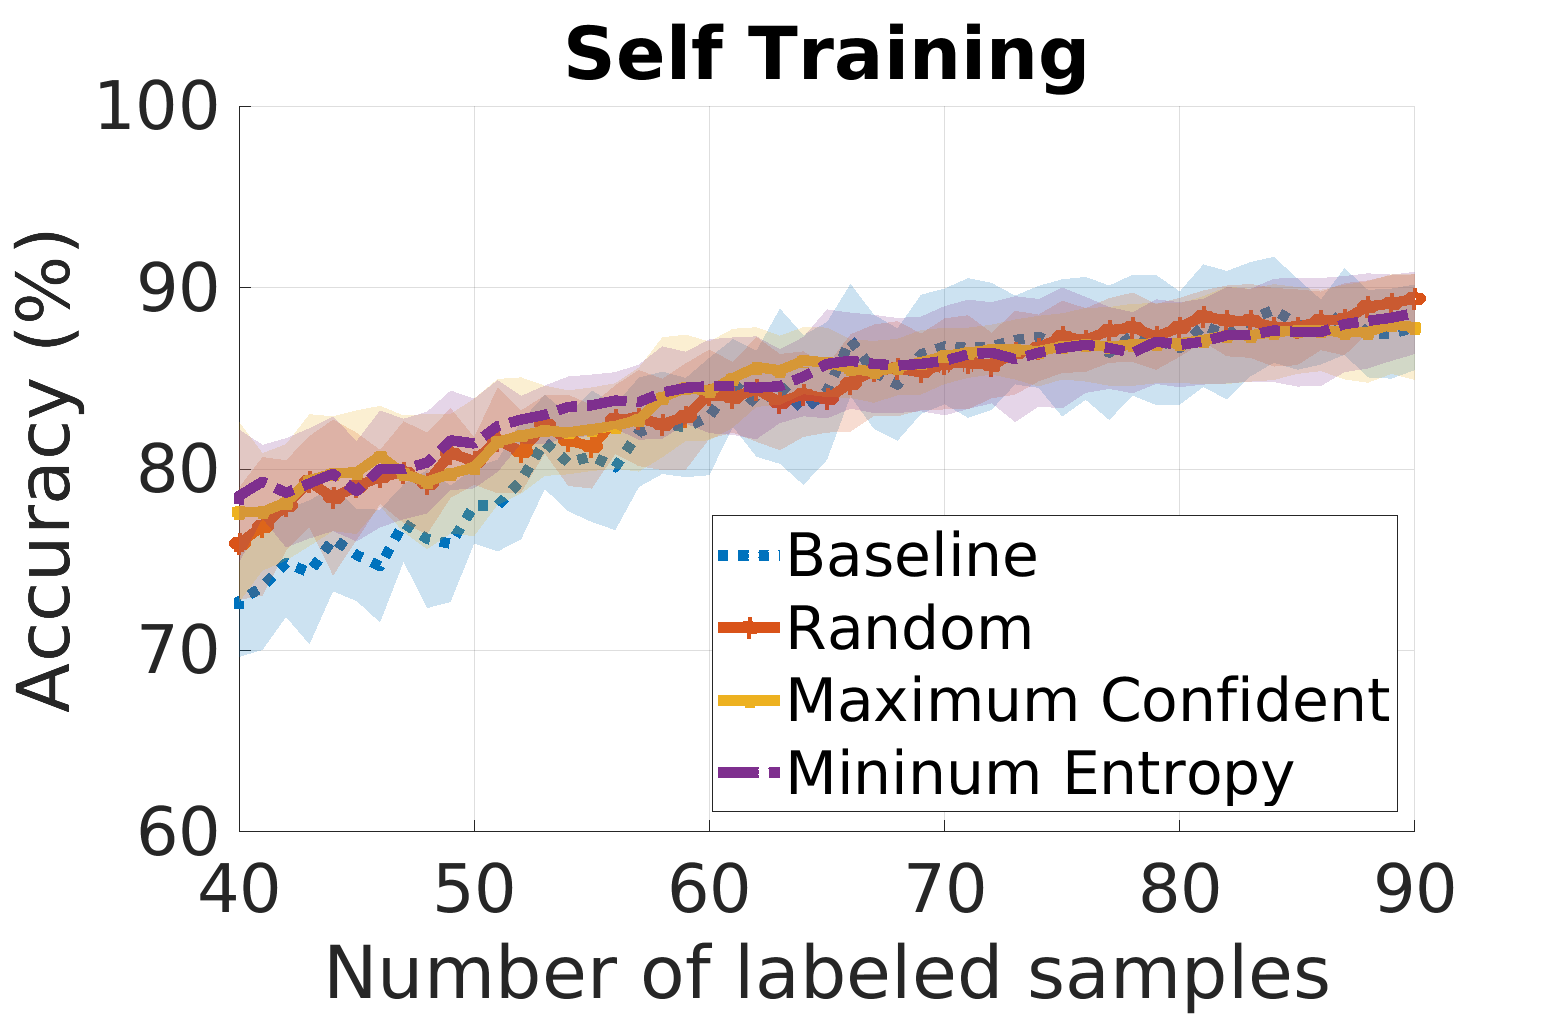 Self Training
Accuracy (%)
100
90
80
70
60
40 50 60 70 80 90
Number of labeled samples
Baseline
Random
Maximum Confident
Mininum Entropy